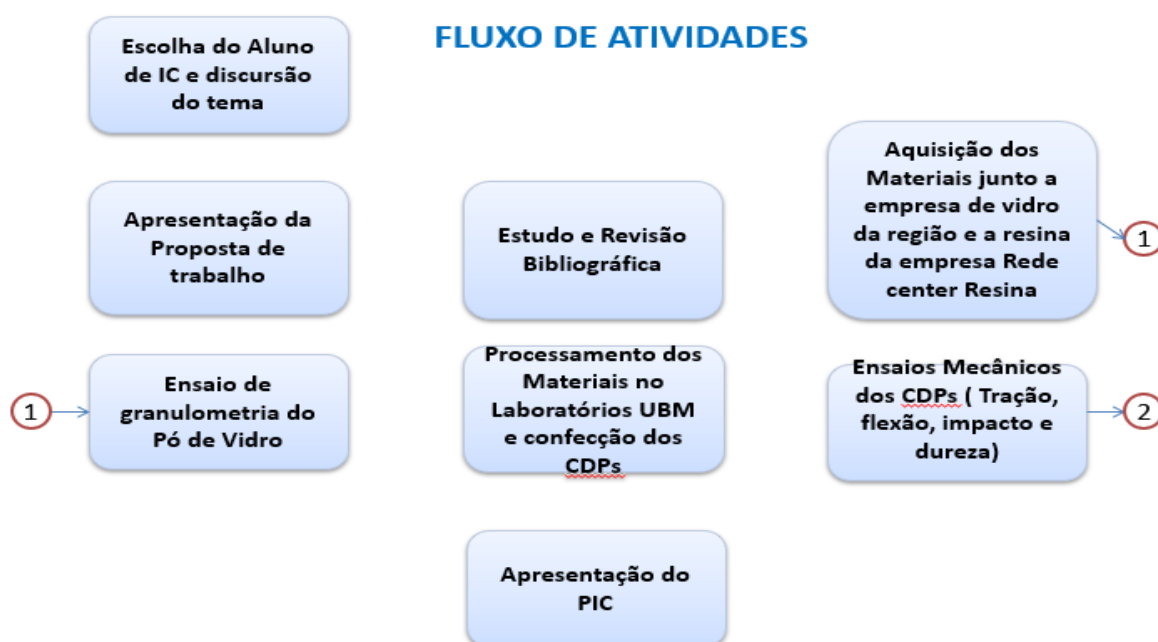 FLUXO DE ATIVIDADES
Escolha do Aluno
de IC e discursão
do tema
Apresentação da
Proposta de
trabalho
Estudo e Revisão
Bibliográfica
Aquisição dos
Materiais junto a
empresa de vidro
da região e a resina
da empresa Rede
center Resina
1
1
Ensaio de
granulometria do
Pó de Vidro
Processamento dos
Materiais no
Laboratórios UBM
e confecção dos
CDPs
Ensaios Mecânicos
dos CDPs ( Tração,
flexão, impacto e
dureza)
2
Apresentação do
PIC